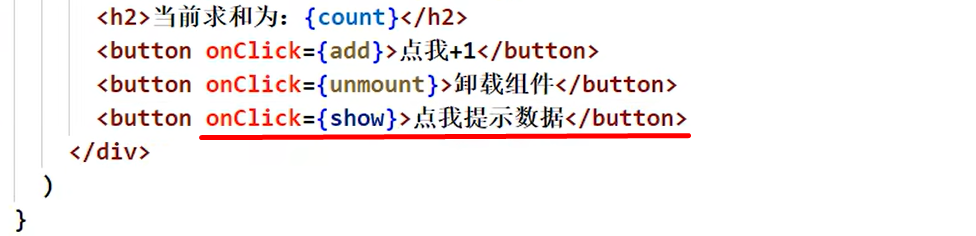 <h2>当前求和为：{count}</h2>
<button onClick={add}>点我+1</button>
<button onClick={unmount}>卸载组件</button>
<button onClick={show}>点我提示数据</button>
</div>
)
}